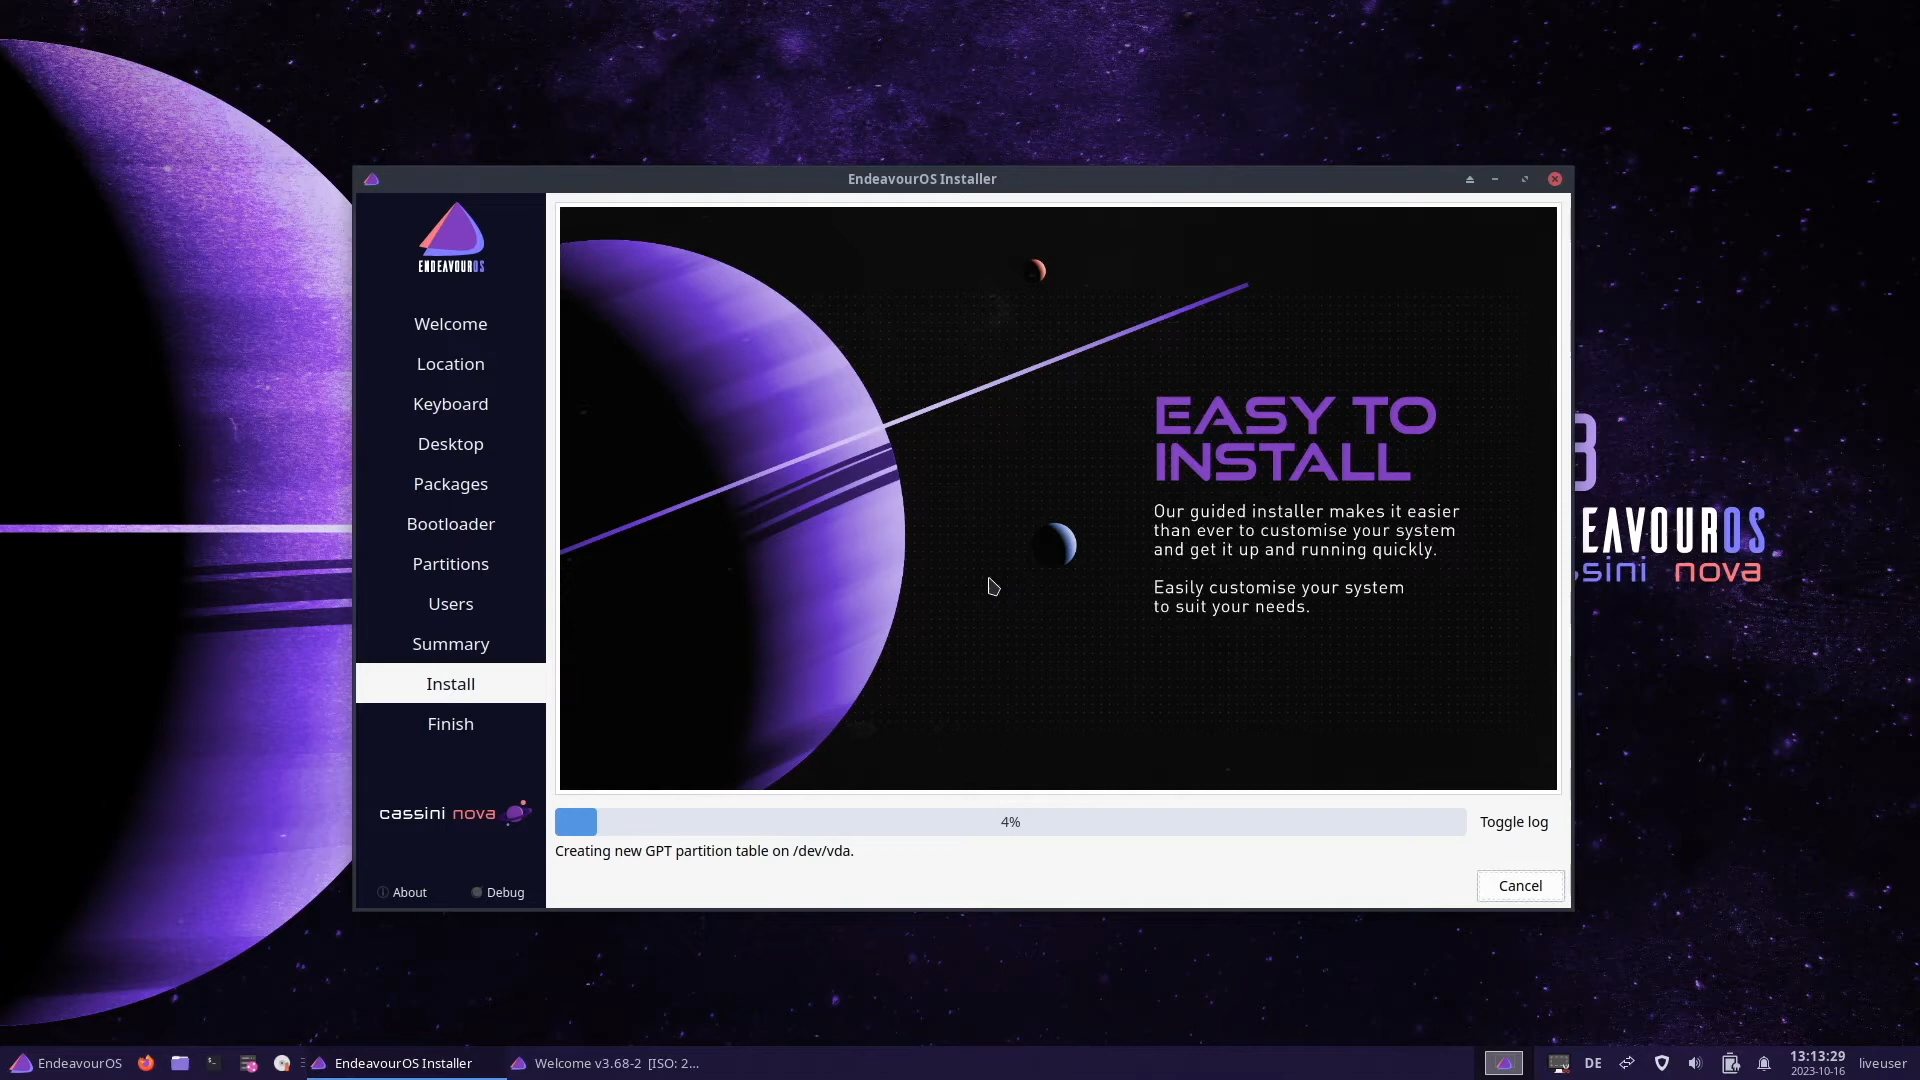 EndeavourOS Installer
ENDEAVOUROS
Welcome
Location
Keyboard
Desktop
Packages
Bootloader
Partitions
Users
Summary
Install
Finish
cassini nova
About
Debug
EASY TO
INSTALL
Our guided installer makes it easier
than ever to customise your system
and get it up and running quickly.
Easily customise your system
to suit your needs.
4%
Toggle log
Creating new GPT partition table on /dev/vda.
Cancel
EAVOUROS
sini nova
EndeavourOS
EndeavourOS Installer
Welcome v3.68-2 [ISO: 2...
DE
13:13:29
2023-10-16
liveuser